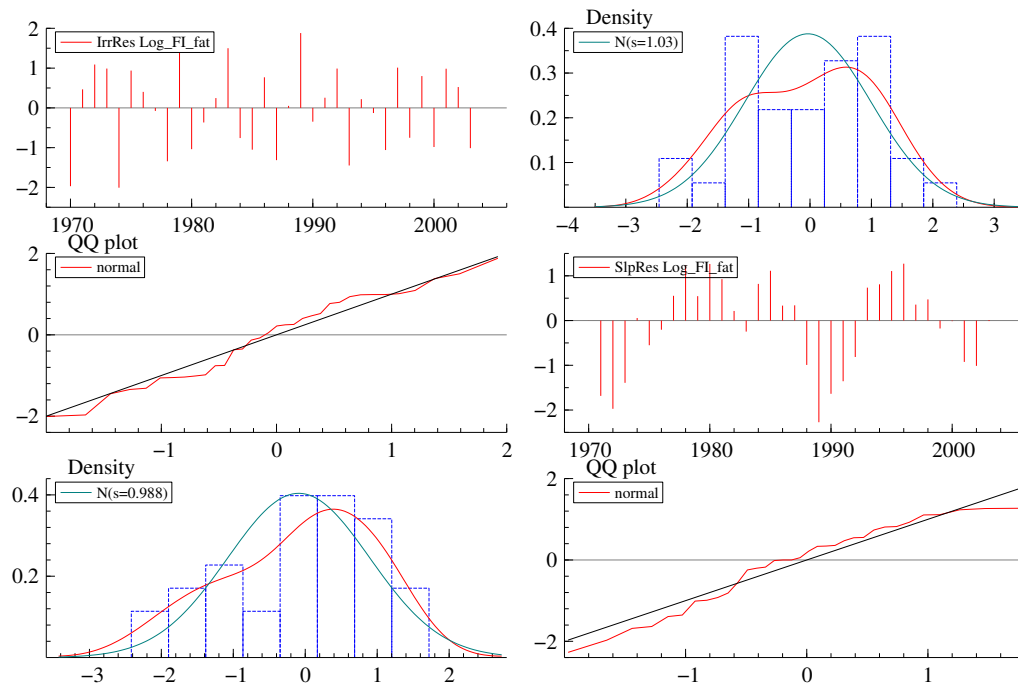 IrrRes Log_FI_fat
2
1
0
−1
−2
1970 1980 1990 2000
Density
N(s=1.03)
0.4
0.3
0.2
0.1
−4 −3 −2 −1 0 1 2 3
QQ plot
normal
2
0
−2
−1 0 1 2
SlpRes Log_FI_fat
1
0
−1
−2
1970 1980 1990 2000
Density
N(s=0.988)
0.4
0.2
−3 −2 −1 0 1 2
QQ plot
normal
2
0
−2
−1 0 1